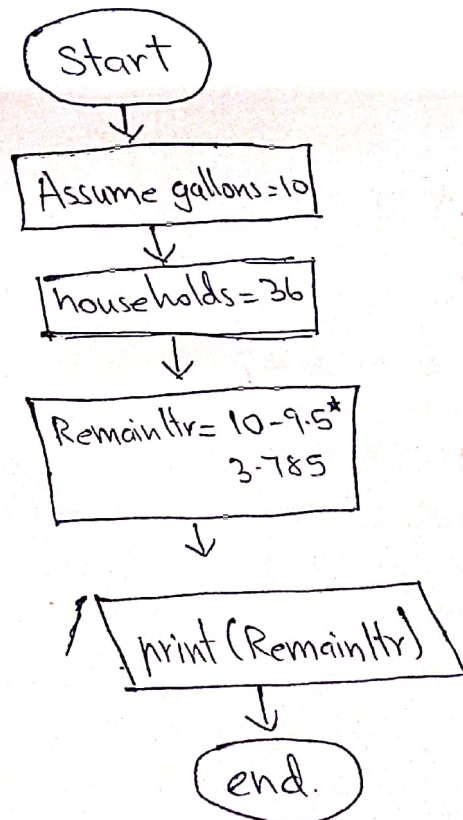 Start
Assume gallons=10
households=36
Remainltr= 10-9.5*
3.785
print(Remainltr)
end.